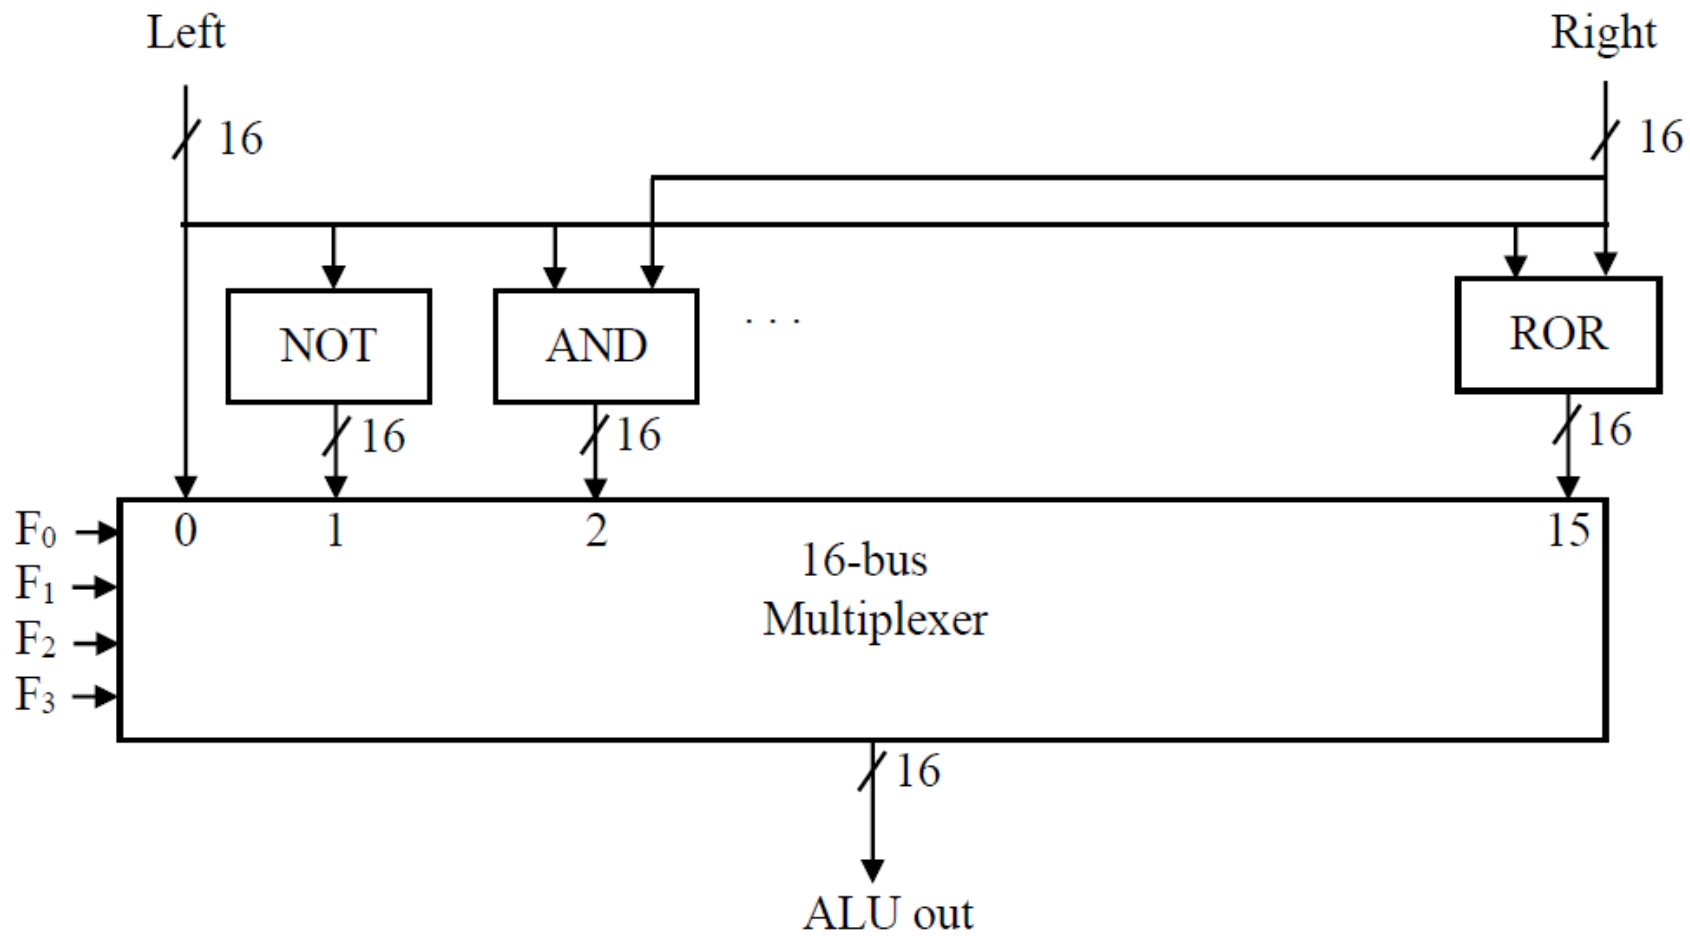 Left Right
16 16
NOT AND . . . ROR
16 16 16
F₀ 0 1 2 15
16-bus
F₁
Multiplexer
F₂
F₃
16
ALU out